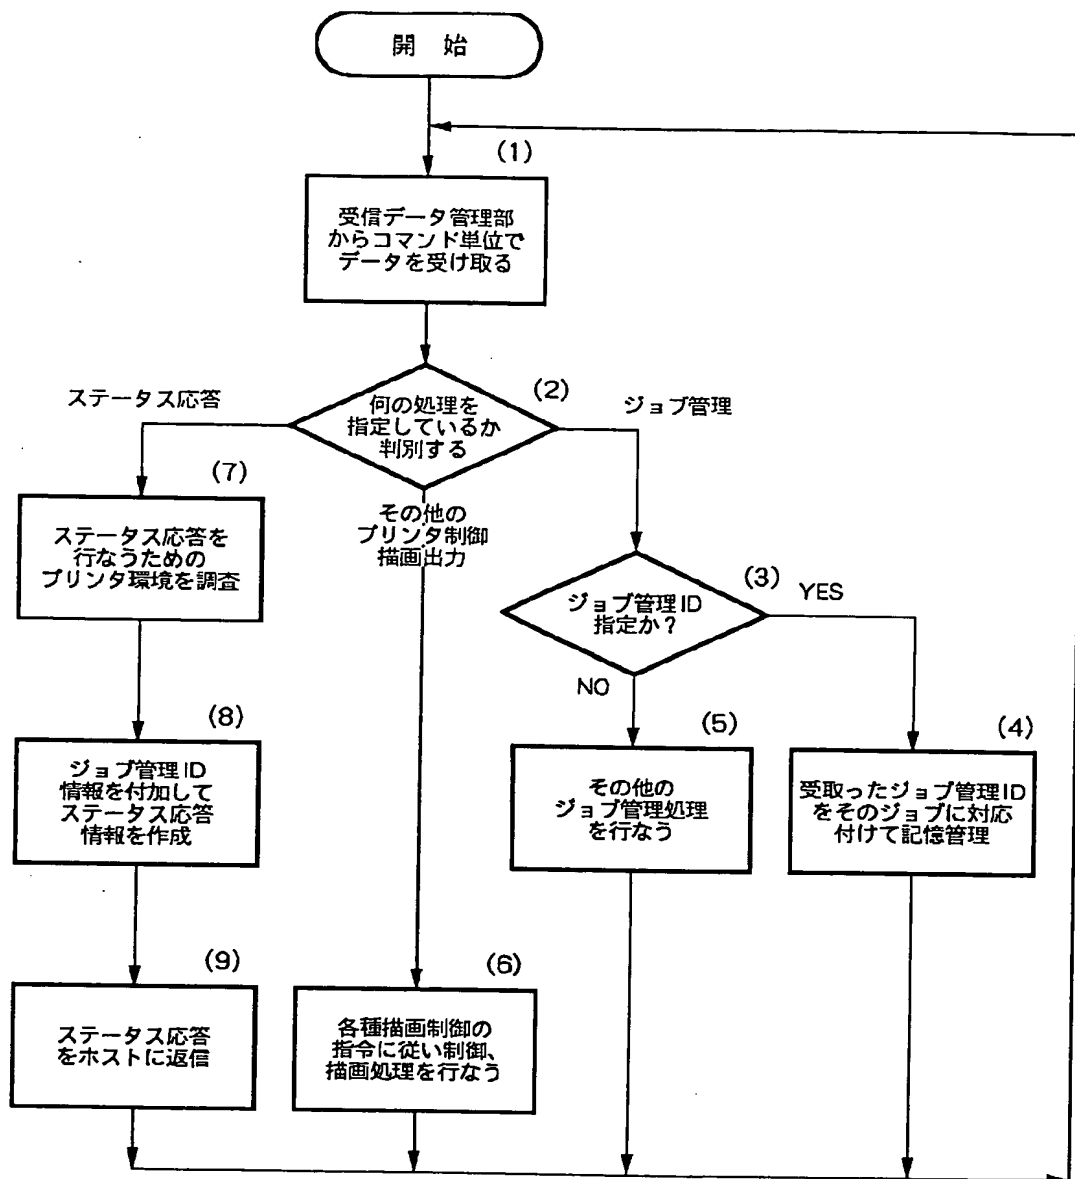 開 始
(1)
受信データ管理部
からコマンド単位で
データを受け取る
(2)
何の処理を
指定しているか
判別する
ステータス応答
ジョブ管理
その他の
プリンタ制御
描画出力
(7)
ステータス応答を
行なうための
プリンタ環境を調査
(3)
ジョブ管理ID
指定か?
YES
NO
(8)
ジョブ管理ID
情報を付加して
ステータス応答
情報を作成
(5)
その他の
ジョブ管理処理
を行なう
(4)
受取ったジョブ管理ID
をそのジョブに対応
付けて記憶管理
(9)
ステータス応答
をホストに返信
(6)
各種描画制御の
指令に従い制御、
描画処理を行なう